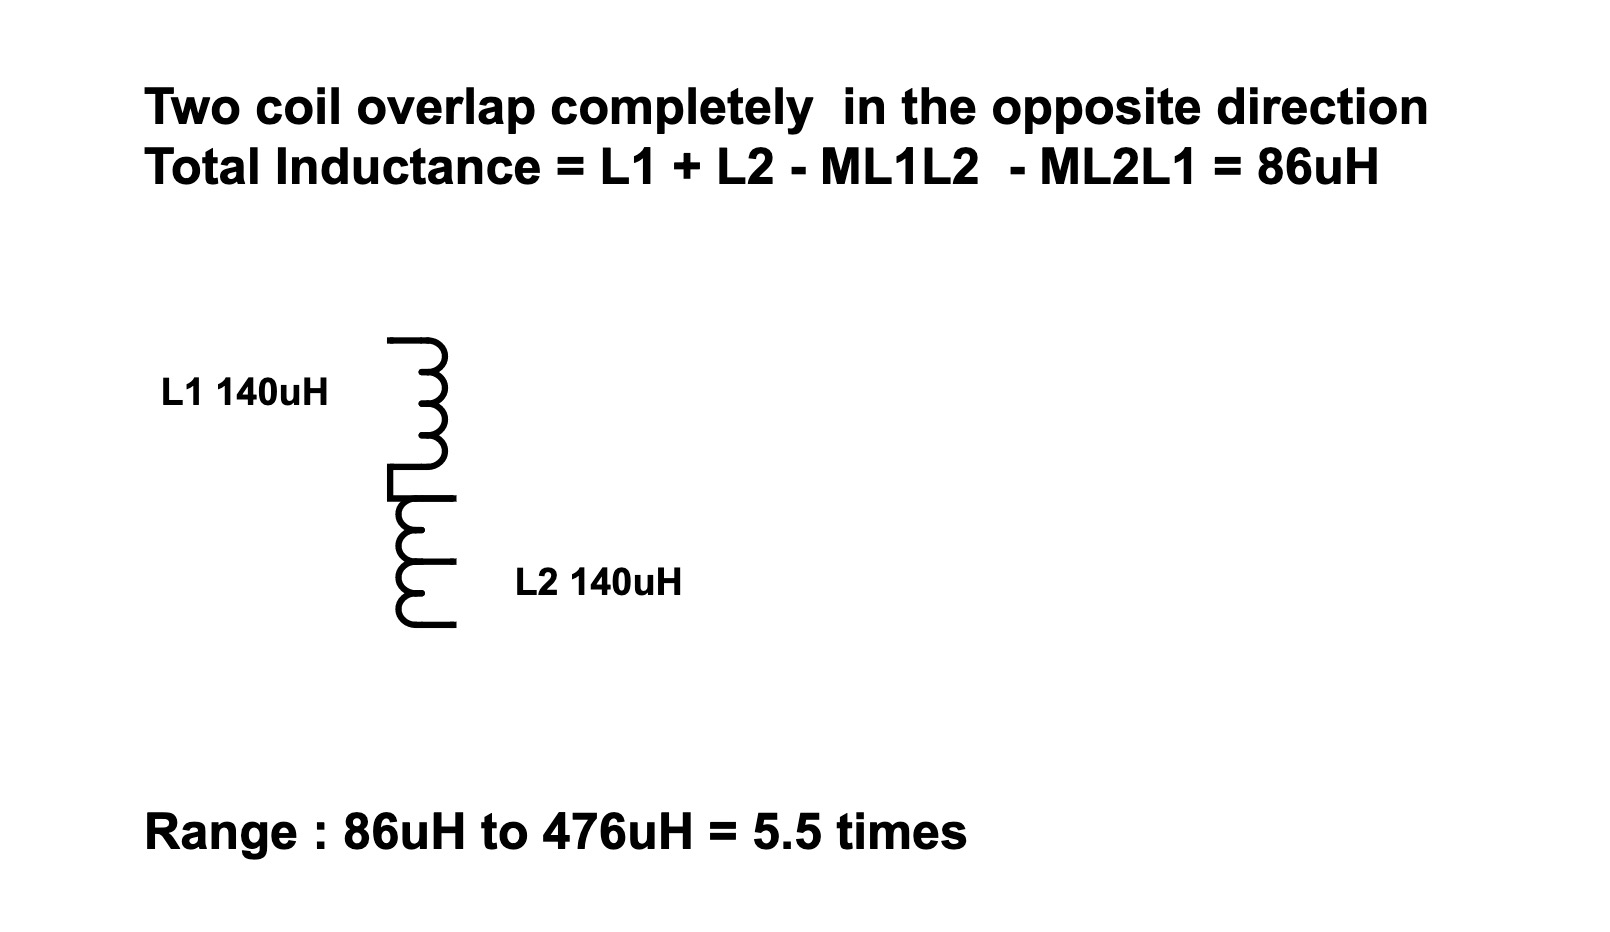 Two coil overlap completely  in the opposite direction
Total Inductance = L1 + L2 - ML1L2  - ML2L1 = 86uH
L1 140uH
L2 140uH
Range : 86uH to 476uH = 5.5 times